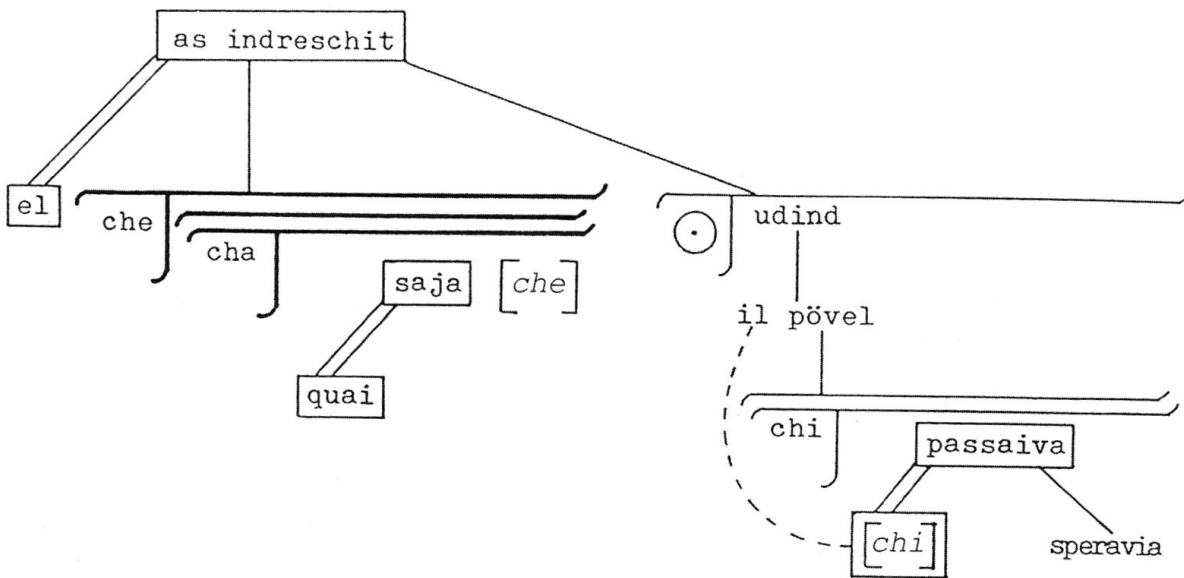 as indreschit
el
che
cha
udind
saja [che]
il pövel
quai
chi
passaiva
[chi]
speravia